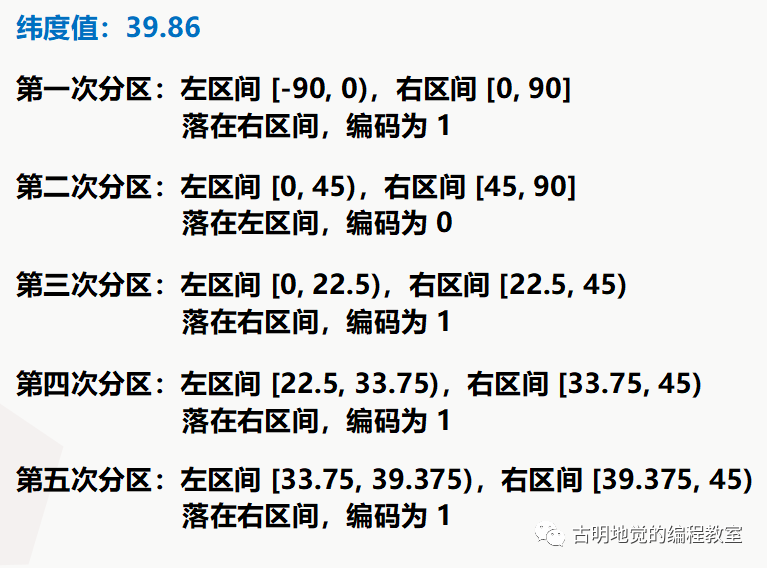 纬度值：39.86
第一次分区：左区间 [-90, 0)，右区间 [0, 90]
落在右区间，编码为 1
第二次分区：左区间 [0, 45)，右区间 [45, 90]
落在左区间，编码为 0
第三次分区：左区间 [0, 22.5)，右区间 [22.5, 45)
落在右区间，编码为 1
第四次分区：左区间 [22.5, 33.75)，右区间 [33.75, 45)
落在右区间，编码为 1
第五次分区：左区间 [33.75, 39.375)，右区间 [39.375, 45)
落在右区间，编码为 1
古明地觉的编程教室